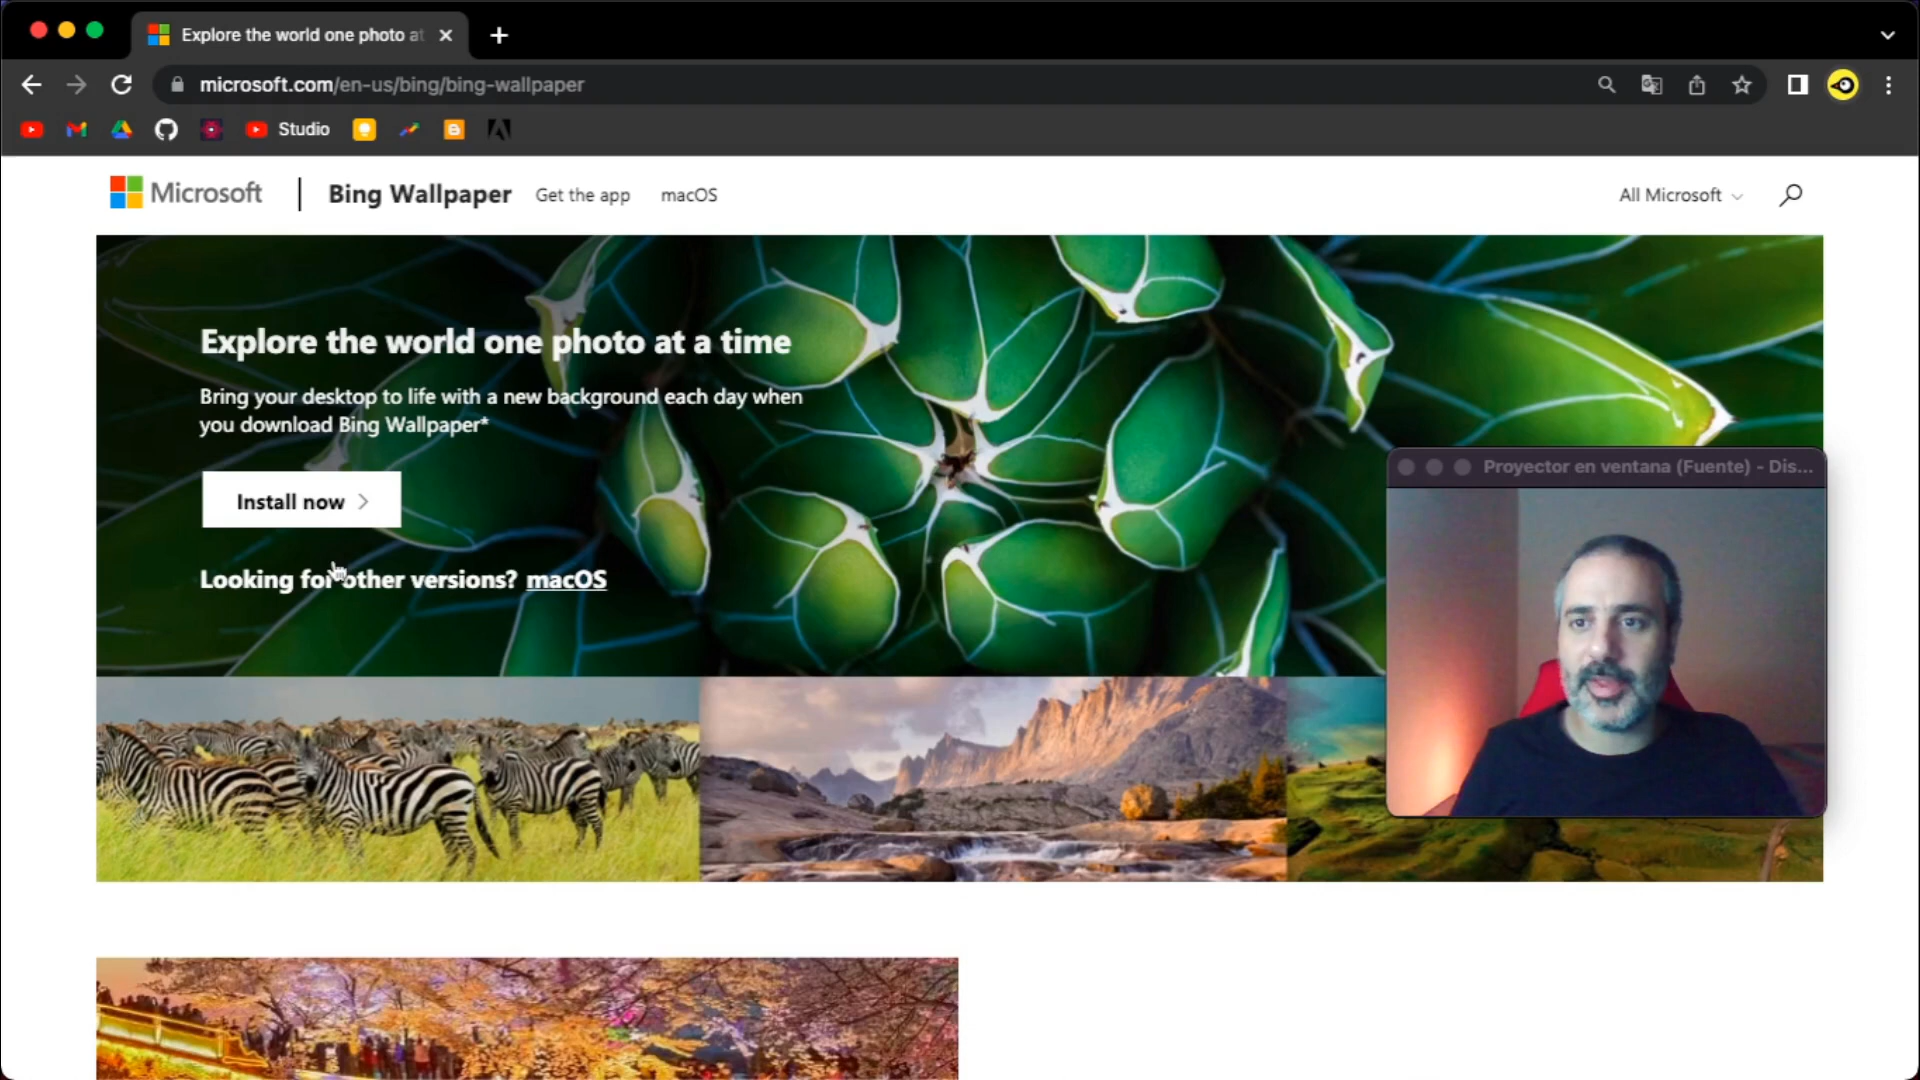 Explore the world one photo at
microsoft.com/en-us/bing/bing-wallpaper
Studio
Microsoft
Bing Wallpaper
Get the app
macOS
All Microsoft
Explore the world one photo at a time
Bring your desktop to life with a new background each day when
you download Bing Wallpaper*
Install now
Looking for other versions? macOS
Proyector en ventana (Fuente) - Dis...